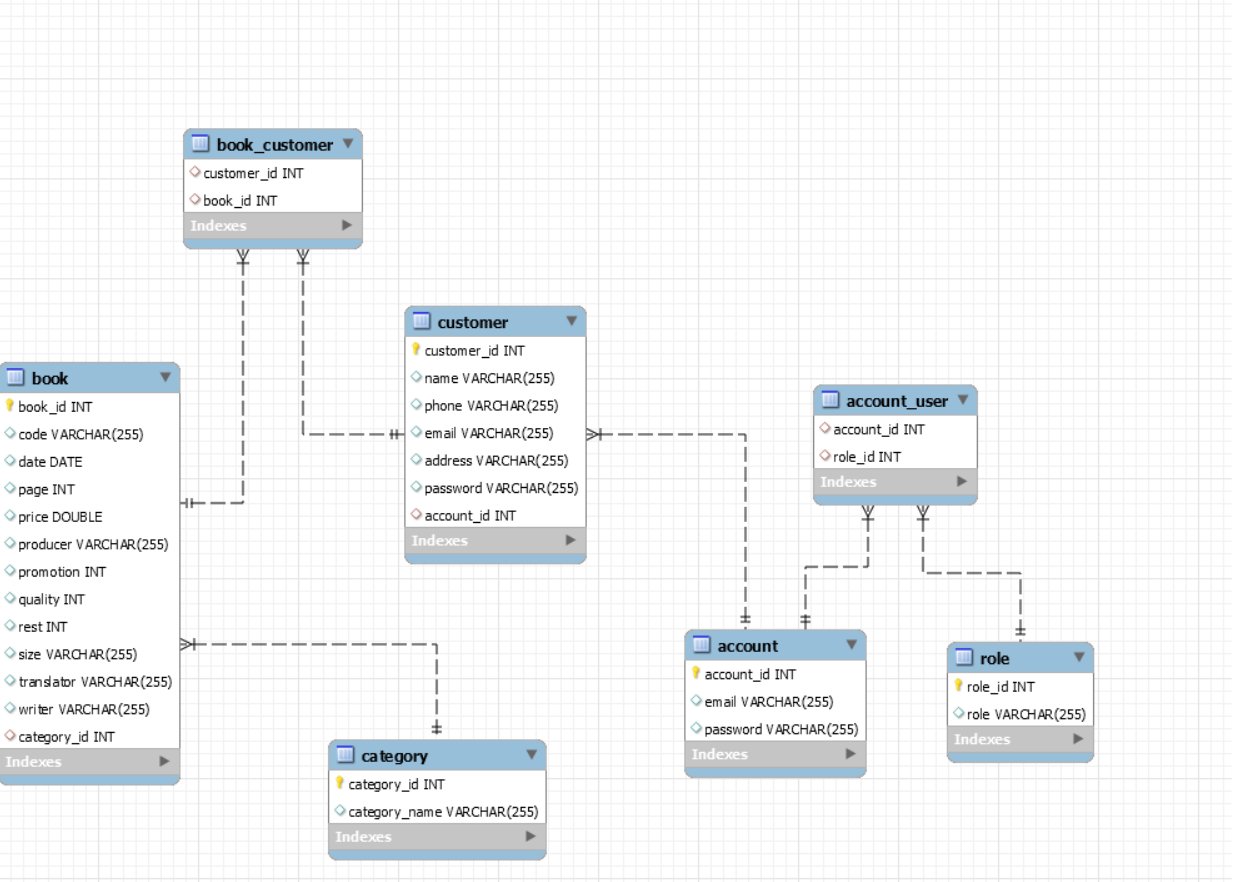 book_customer
customer_id INT
book_id INT
Indexes
customer
customer_id INT
name VARCHAR(255)
phone VARCHAR(255)
email VARCHAR(255)
address VARCHAR(255)
password VARCHAR(255)
account_id INT
Indexes
book
book_id INT
code VARCHAR(255)
date DATE
page INT
price DOUBLE
producer VARCHAR(255)
promotion INT
quality INT
rest INT
size VARCHAR(255)
translator VARCHAR(255)
writer VARCHAR(255)
category_id INT
Indexes
account_user
account_id INT
role_id INT
Indexes
account
account_id INT
email VARCHAR(255)
password VARCHAR(255)
Indexes
role
role_id INT
role VARCHAR(255)
Indexes
category
category_id INT
category_name VARCHAR(255)
Indexes